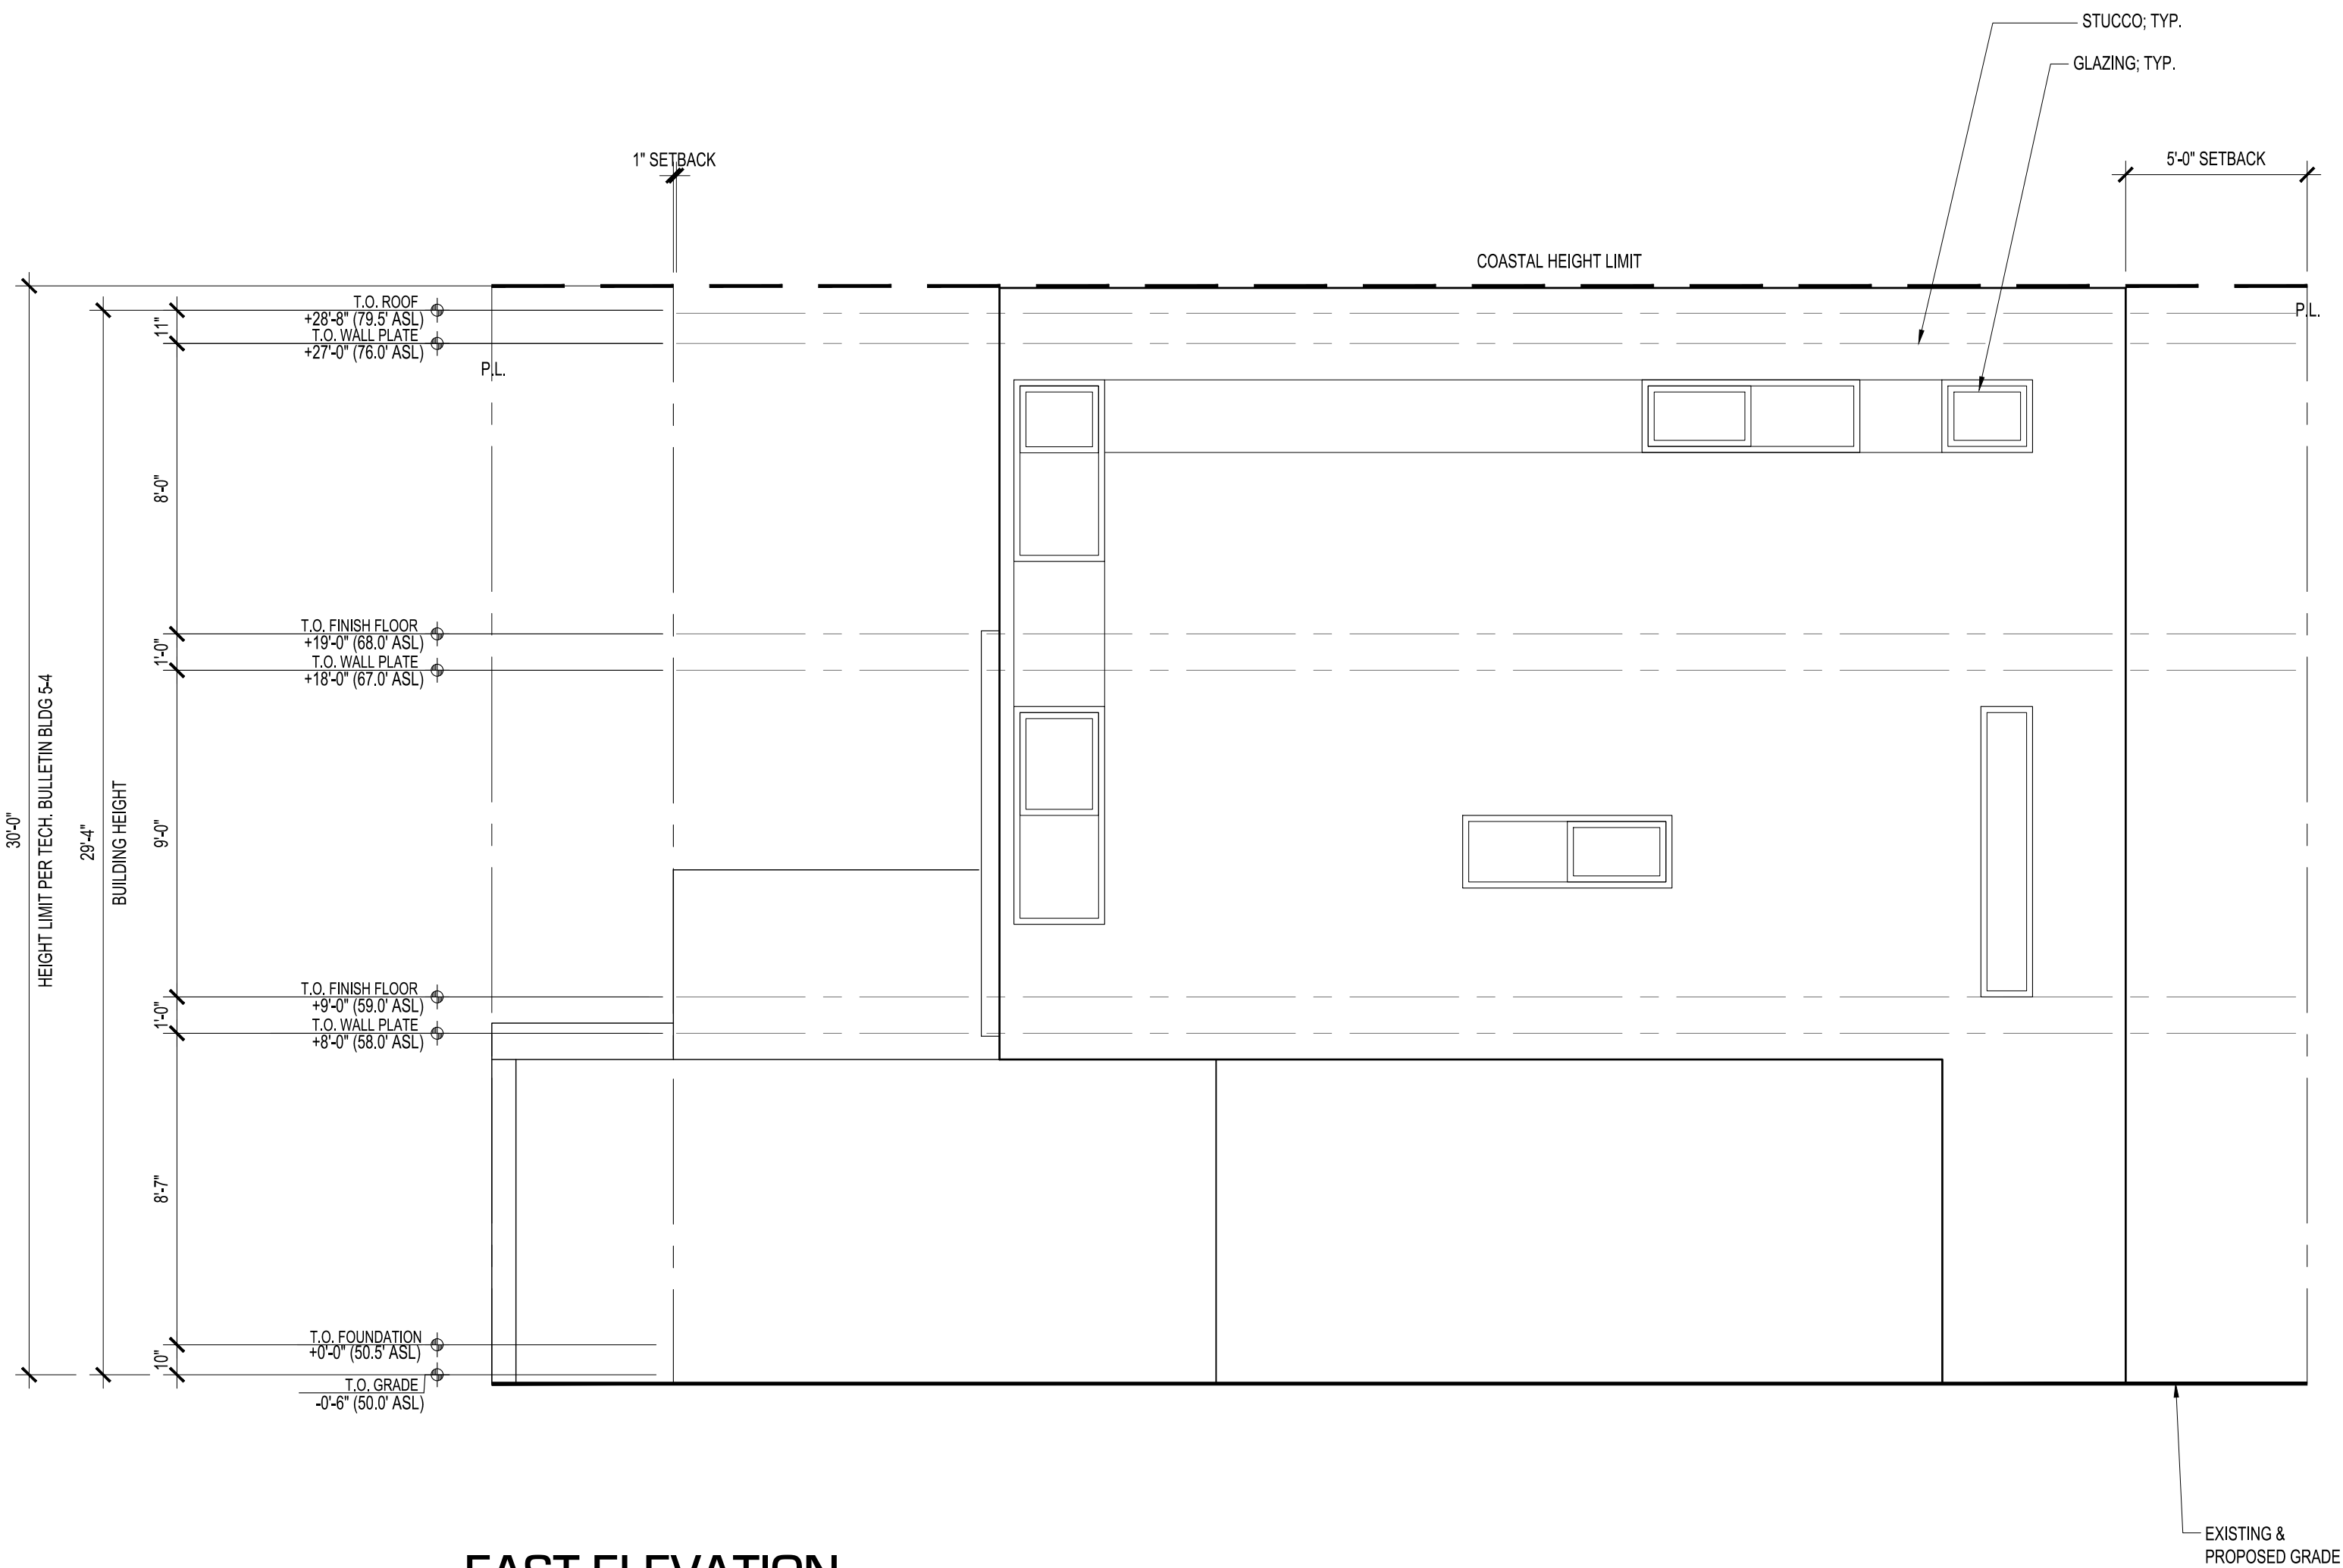 STUCCO; TYP.
GLAZING; TYP.
1" SETBACK
5'-0" SETBACK
COASTAL HEIGHT LIMIT
T.O. ROOF
+28'-8" (79.5' ASL)
T.O. WALL PLATE
+27'-0" (76.0' ASL)
11"
P.L.
P.L.
8'-0"
T.O. FINISH FLOOR
+19'-0" (68.0' ASL)
1'-0"
T.O. WALL PLATE
+18'-0" (67.0' ASL)
30'-0"
HEIGHT LIMIT PER TECH. BULLETIN BLDG 5-4
29'-4"
BUILDING HEIGHT
9'-0"
T.O. FINISH FLOOR
+9'-0" (59.0' ASL)
1'-0"
T.O. WALL PLATE
+8'-0" (58.0' ASL)
8'-7"
T.O. FOUNDATION
+0'-0" (50.5' ASL)
10"
T.O. GRADE
-0'-6" (50.0' ASL)
EXISTING &
PROPOSED GRADE
EAST ELEVATION